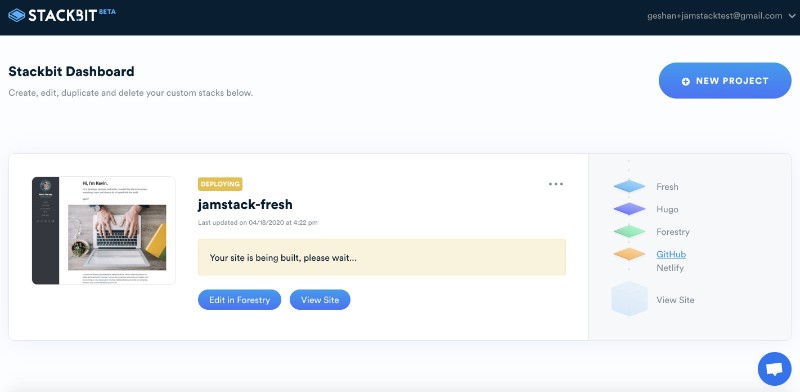 STACKBIT BETA
geshan+jamstacktest@gmail.com
Stackbit Dashboard
Create, edit, duplicate and delete your custom stacks below.
NEW PROJECT
Hi, I'm Kevin.
DEPLOYING
jamstack-fresh
Last updated on 04/18/2020 at 4:22 pm
Your site is being built, please wait...
Edit in Forestry
View Site
Fresh
Hugo
Forestry
GitHub
Netlify
View Site